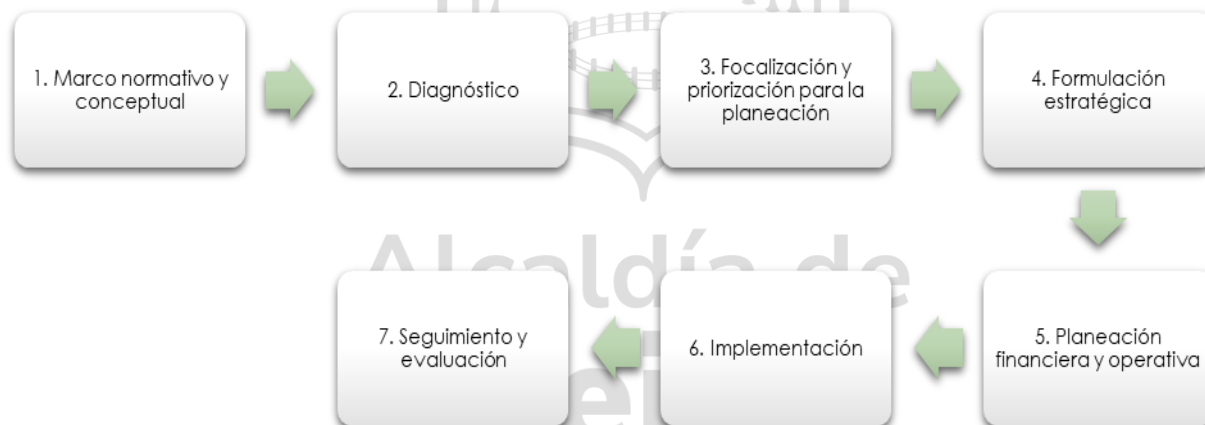 1. Marco normativo y
conceptual
2. Diagnóstico
3. Focalización y
priorización para la
planeación
4. Formulación
estratégica
Alcaldía de
7. Seguimiento y
evaluación
6. Implementación
5. Planeación
financiera y operativa